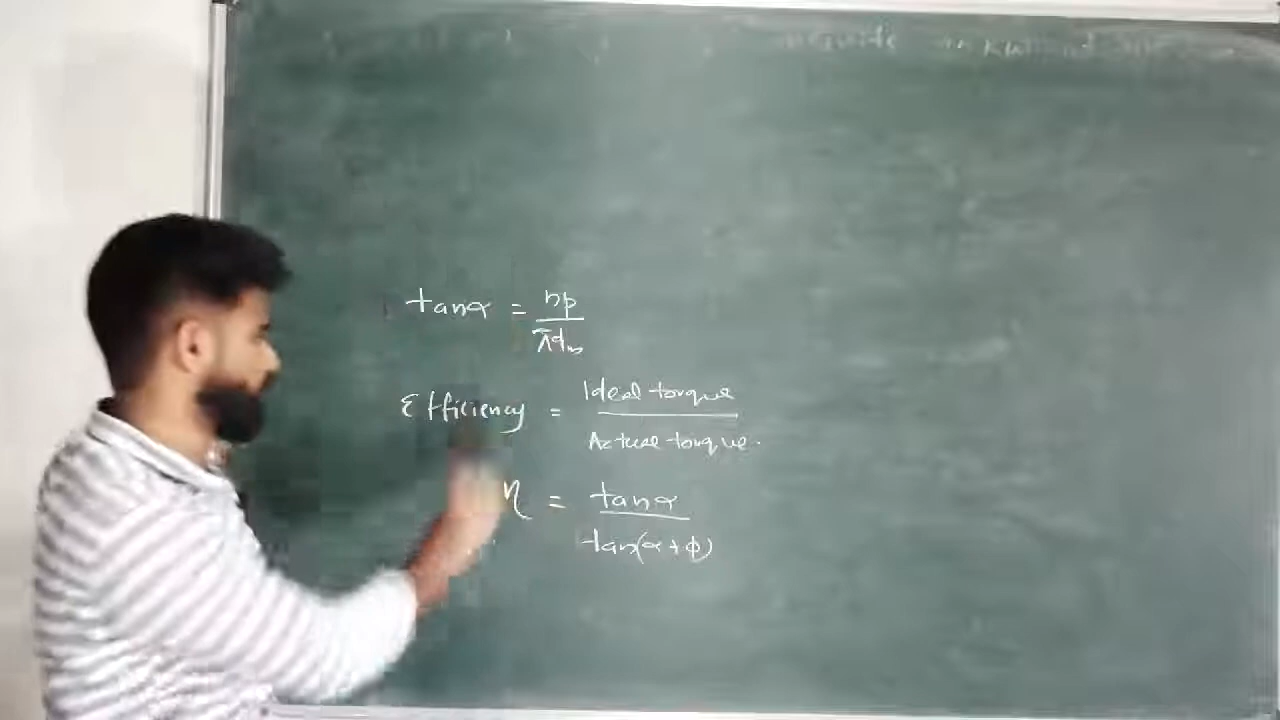 tanα = np/πdm
Efficiency = Ideal torque/Actual torque.
η = tanα/tan(α+φ)